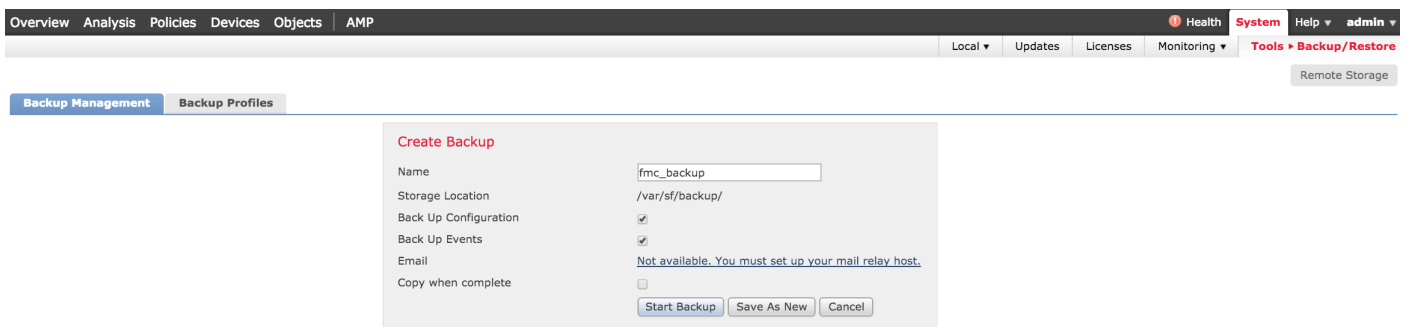 Overview Analysis Policies Devices Objects AMP Health System Help ▾ admin ▾
Local ▾ Updates Licenses Monitoring ▾ Tools ▸ Backup/Restore
Remote Storage
Backup Management Backup Profiles
Create Backup
Name fmc_backup
Storage Location /var/sf/backup/
Back Up Configuration
Back Up Events
Email Not available. You must set up your mail relay host.
Copy when complete
Start Backup Save As New Cancel